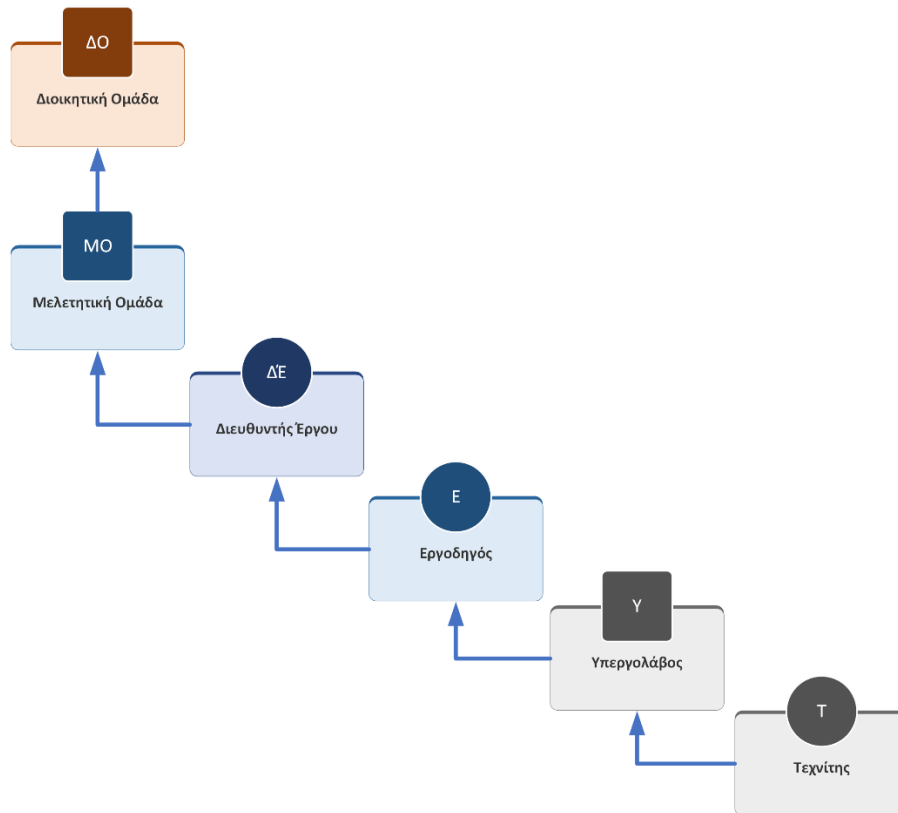 ΔΟ
Διοικητική Ομάδα
ΜΟ
Μελετητική Ομάδα
ΔΈ
Διευθυντής Έργου
Ε
Εργοδηγός
Υ
Υπεργολάβος
Τ
Τεχνίτης